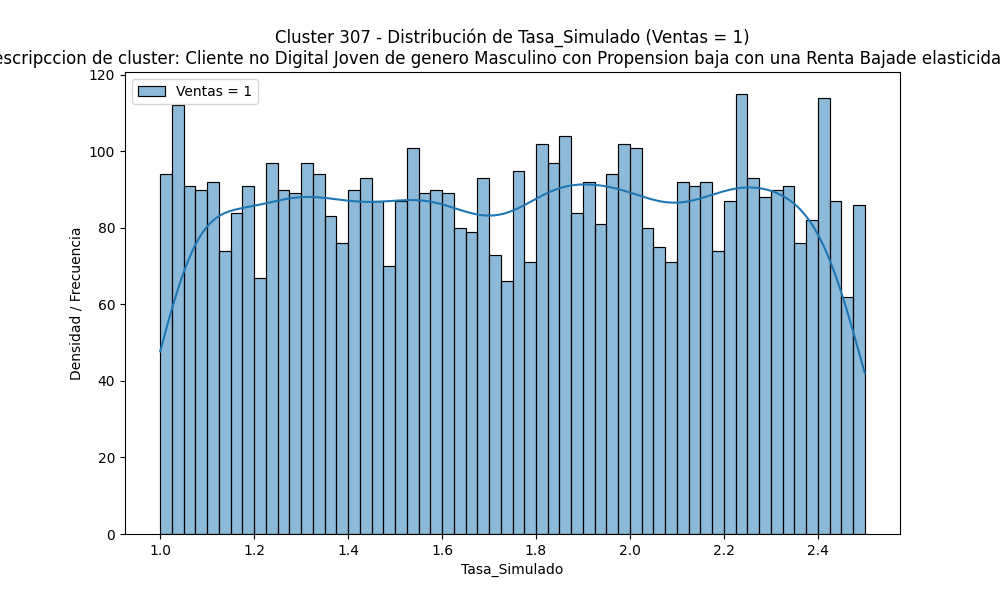 Cluster 307 - Distribución de Tasa_Simulado (Ventas = 1)
escripccion de cluster: Cliente no Digital Joven de genero Masculino con Propension baja con una Renta Bajade elasticida
Ventas = 1
120
100
80
60
40
20
0
Densidad / Frecuencia
1.0 1.2 1.4 1.6 1.8 2.0 2.2 2.4
Tasa_Simulado